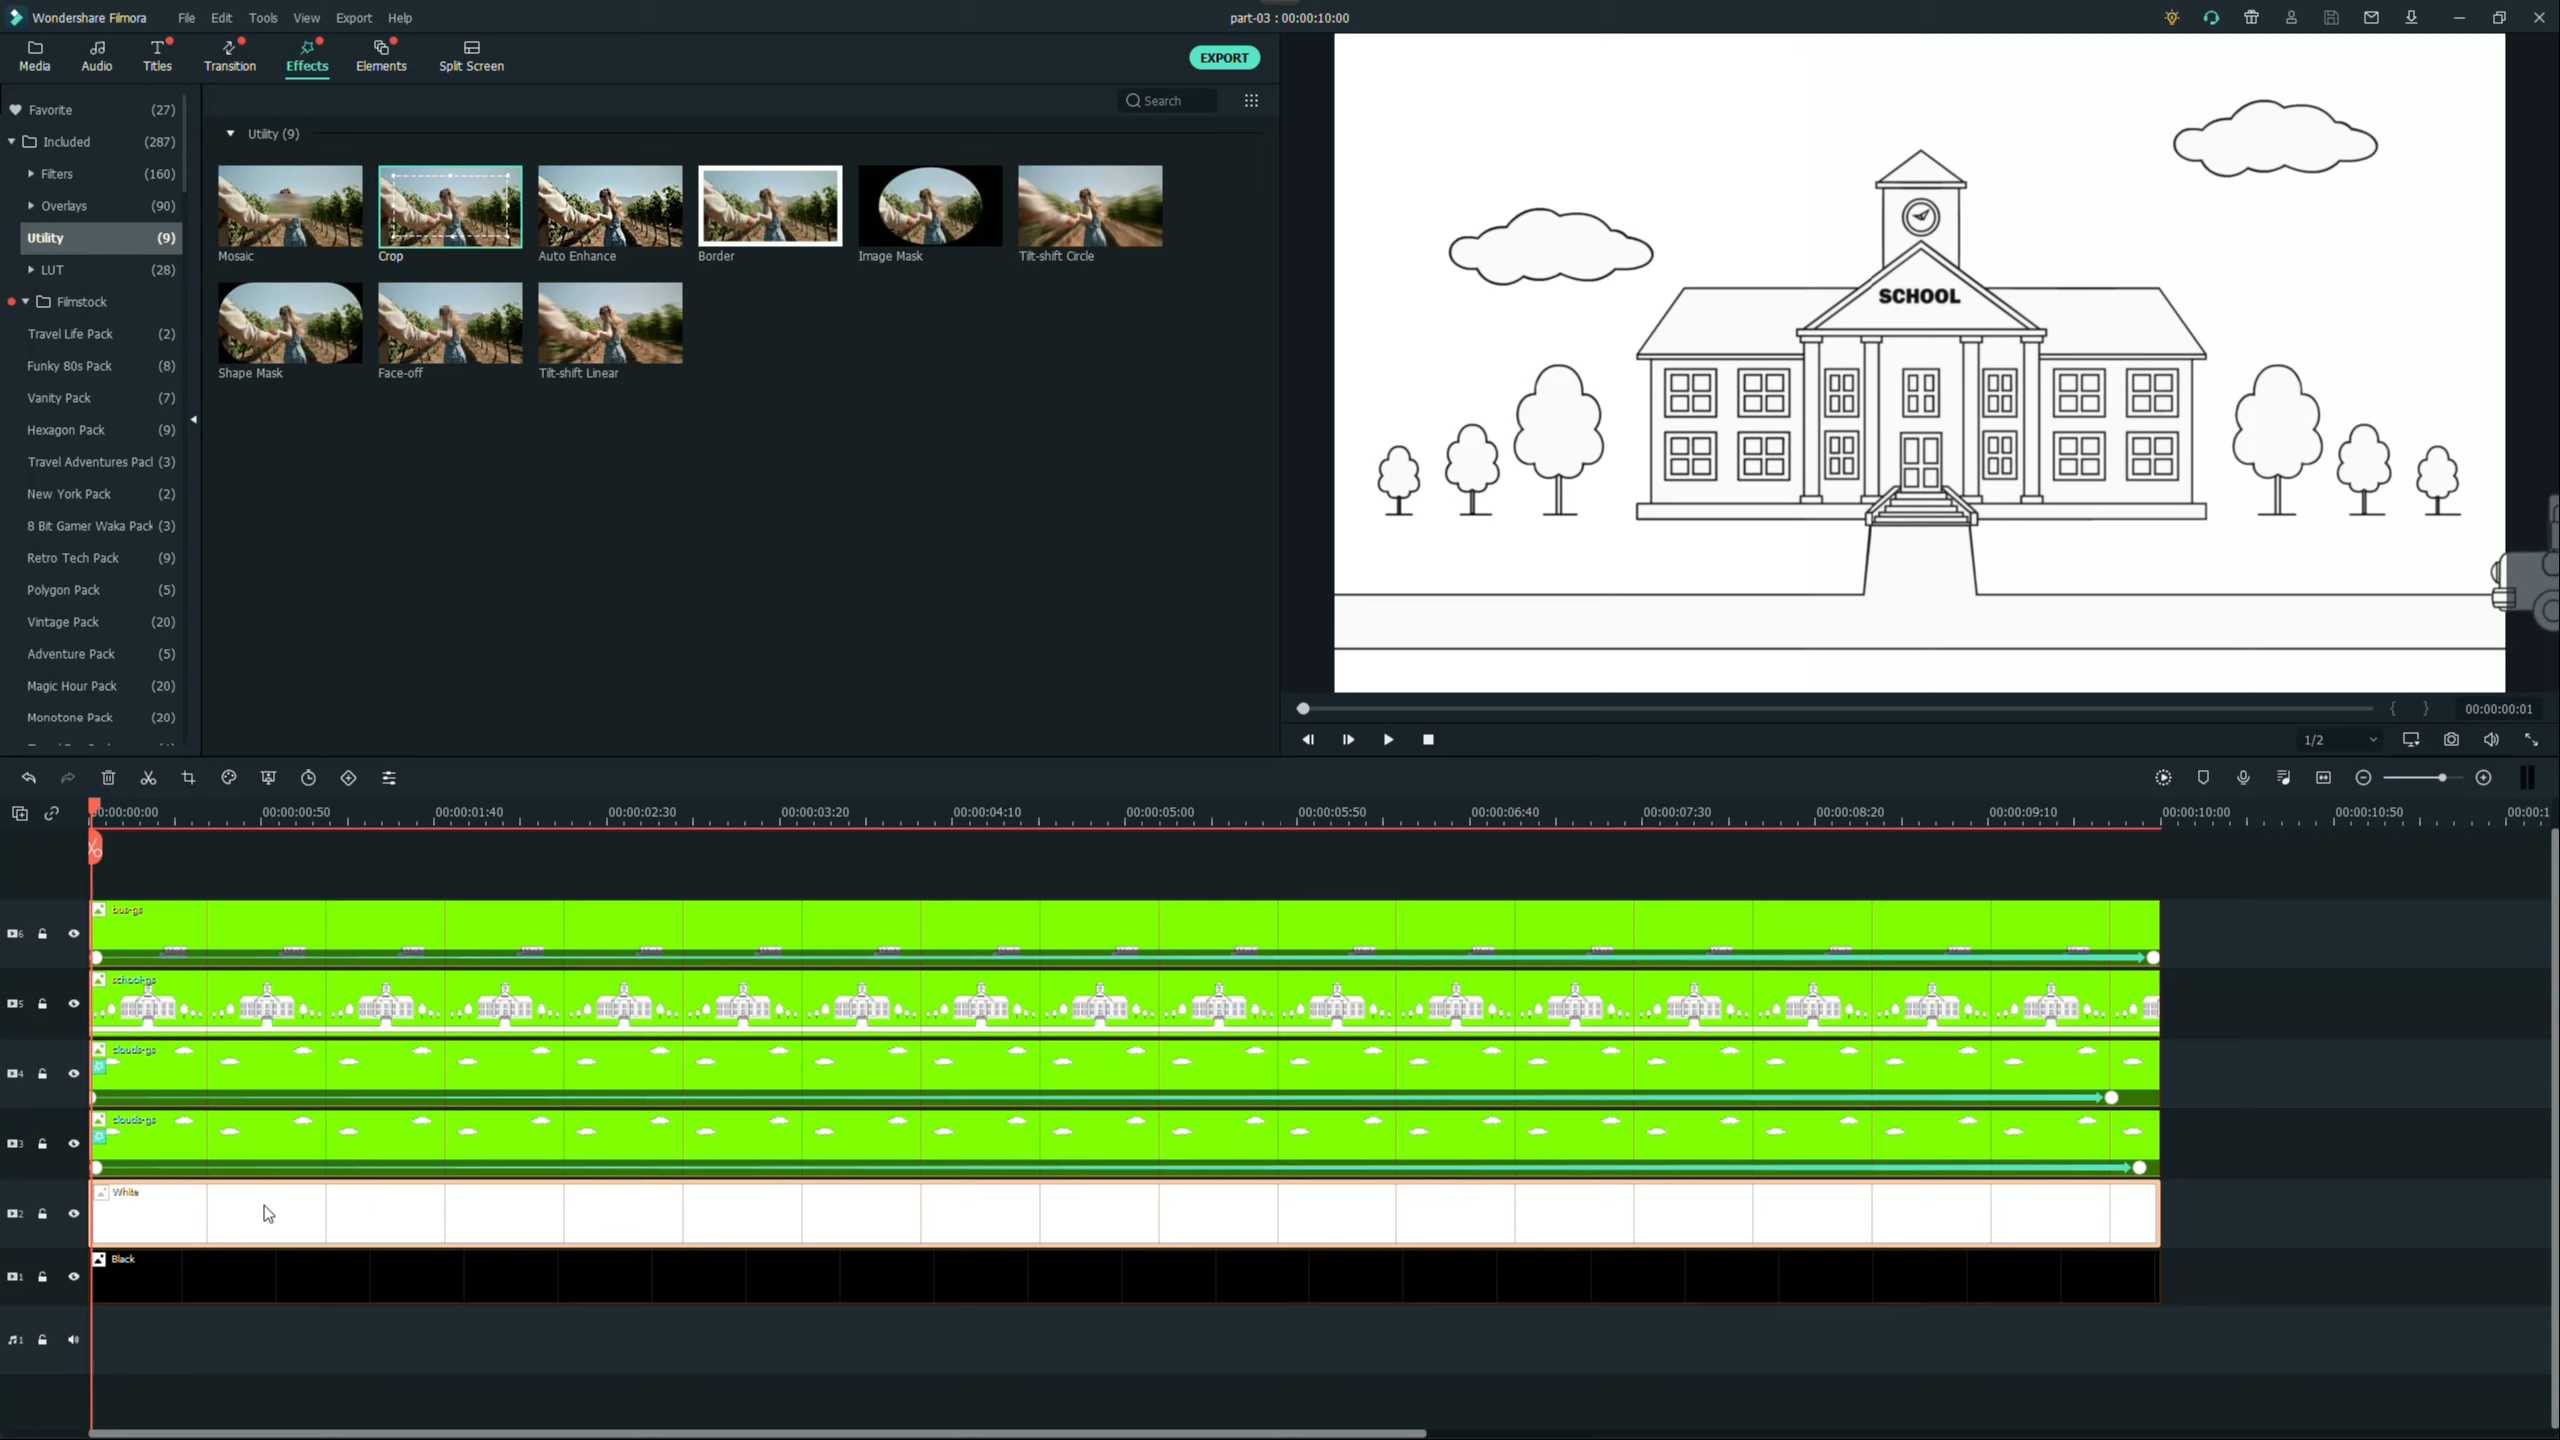 Wondershare Filmora File Edit Tools View Export Help
part-03 : 00:00:10:00
Media Audio Titles Transition Effects Elements Split Screen
EXPORT
Favorite (27)
Included (287)
Filters (160)
Overlays (90)
Utility (9)
LUT (28)
Filmstock
Travel Life Pack (2)
Funky 80s Pack (8)
Vanity Pack (7)
Hexagon Pack (9)
Travel Adventures Pacl (3)
New York Pack (2)
8 Bit Gamer Waka Pack (3)
Retro Tech Pack (9)
Polygon Pack (5)
Vintage Pack (20)
Adventure Pack (5)
Magic Hour Pack (20)
Monotone Pack (20)
Search
Utility (9)
Mosaic Crop Auto Enhance Border Image Mask Tilt-shift Circle
Shape Mask Face-off Tilt-shift Linear
SCHOOL
{ } 00:00:00:01
1/2
00:00:00:00 00:00:00:50 00:00:01:40 00:00:02:30 00:00:03:20 00:00:04:10 00:00:05:00 00:00:05:50 00:00:06:40 00:00:07:30 00:00:08:20 00:00:09:10 00:00:10:00 00:00:10:50 00:00:1
bus-gs
6
school-gs
5
clouds-gs
4
clouds-gs
3
White
2
Black
1
1